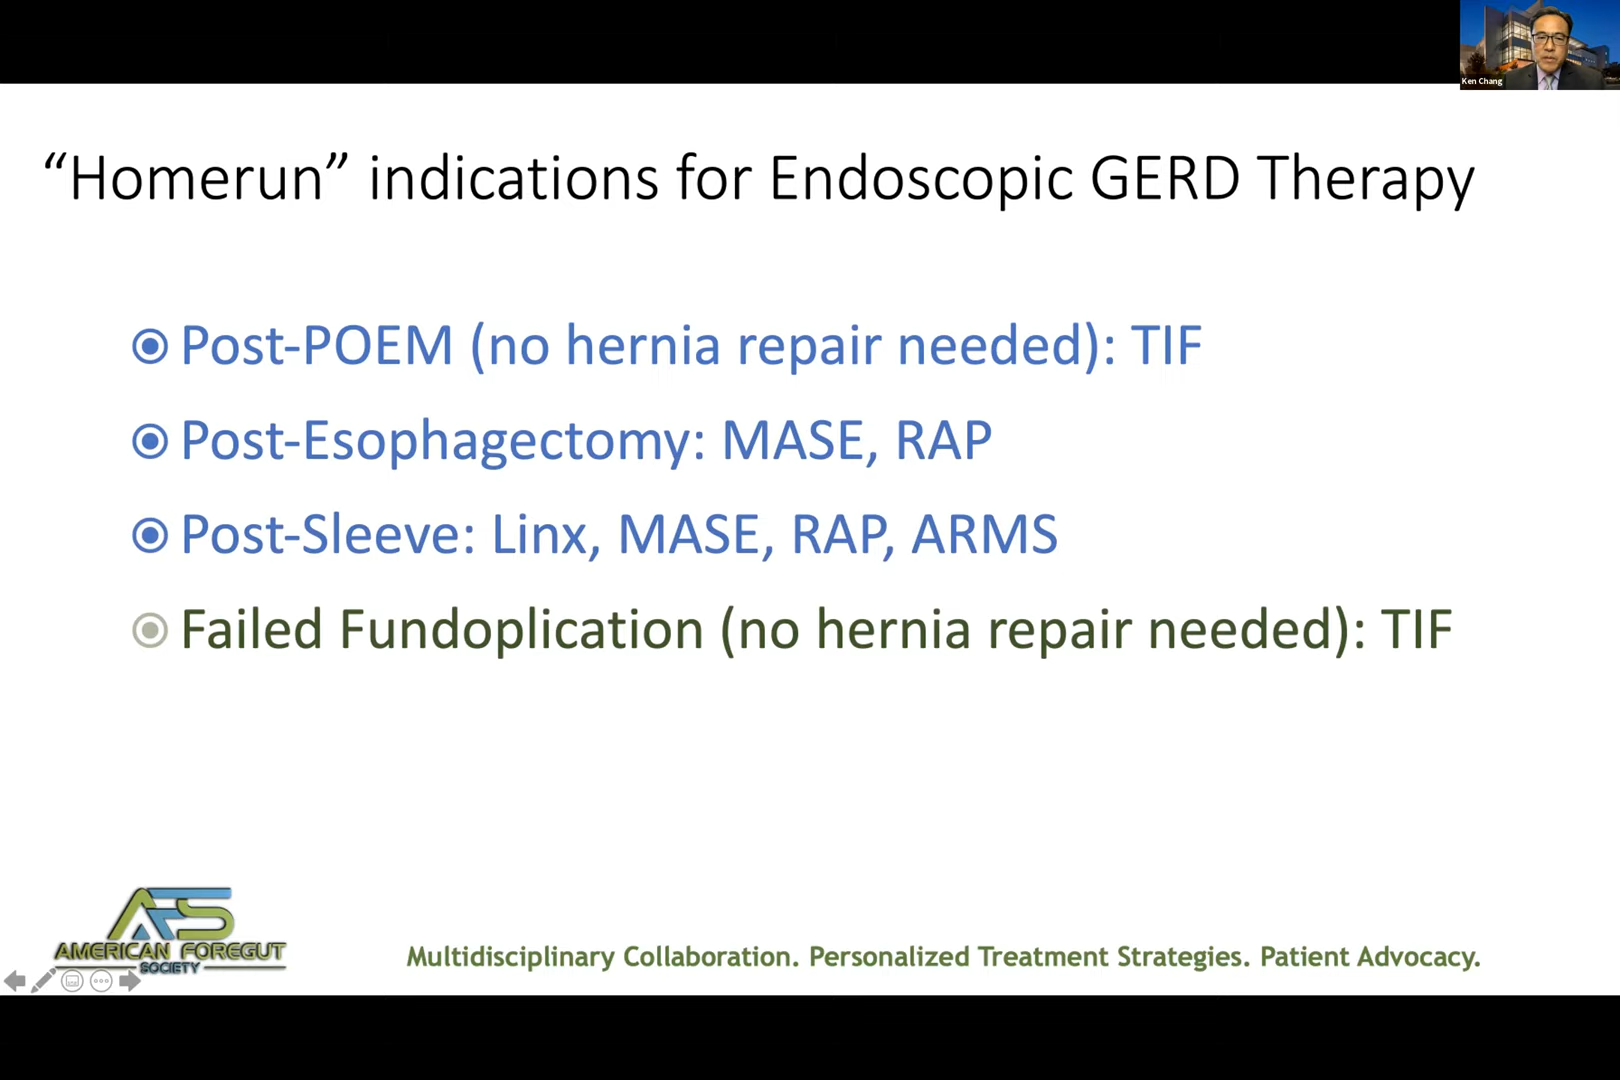 Ken Chang
“Homerun” indications for Endoscopic GERD Therapy
Post-POEM (no hernia repair needed): TIF
Post-Esophagectomy: MASE, RAP
Post-Sleeve: Linx, MASE, RAP, ARMS
Failed Fundoplication (no hernia repair needed): TIF
AFS
AMERICAN FOREGUT
SOCIETY
Multidisciplinary Collaboration. Personalized Treatment Strategies. Patient Advocacy.